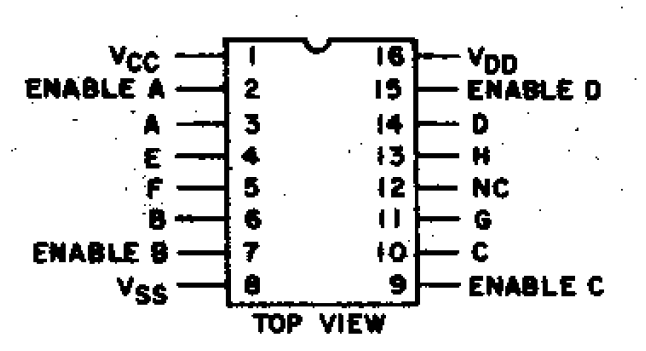 VCC 1 16 VDD
ENABLE A 2 15 ENABLE D
A 3 14 D
E 4 13 H
F 5 12 NC
B 6 11 G
ENABLE B 7 10 C
VSS 8 9 ENABLE C
TOP VIEW